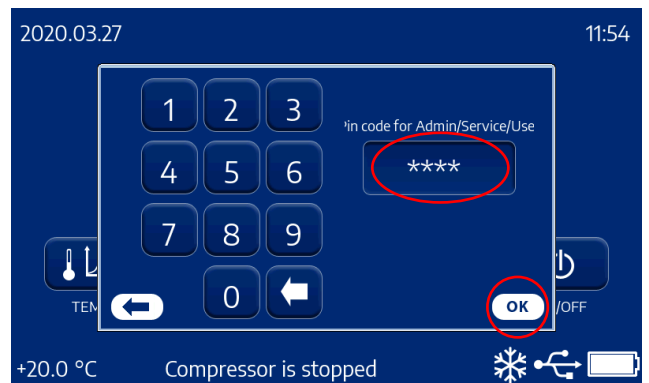 2020.03.27 11:54
1 2 3
in code for Admin/Service/Use
4 5 6 ****
7 8 9
0 OK
TEM /OFF
+20.0 °C Compressor is stopped